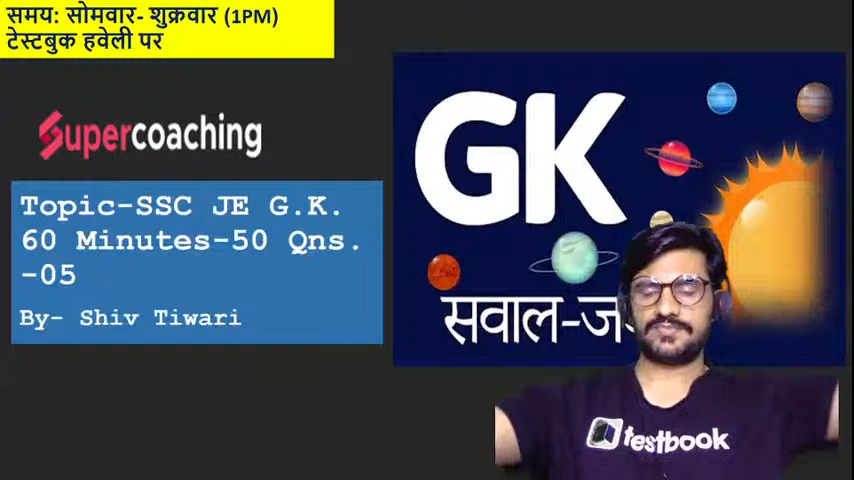 समय: सोमवार- शुक्रवार (1PM)
टेस्टबुक हवेली पर
Supercoaching
Topic-SSC JE G.K.
60 Minutes-50 Qns.
-05
By- Shiv Tiwari
GK
सवाल-ज
testbook